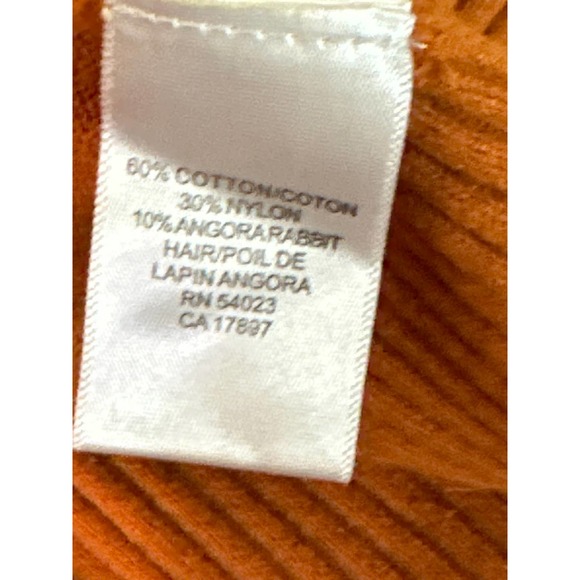 60% COTTON/COTON
30% NYLON
10% ANGORA RABBIT
HAIR/POIL DE
LAPIN ANGORA
RN 54023
CA 17897